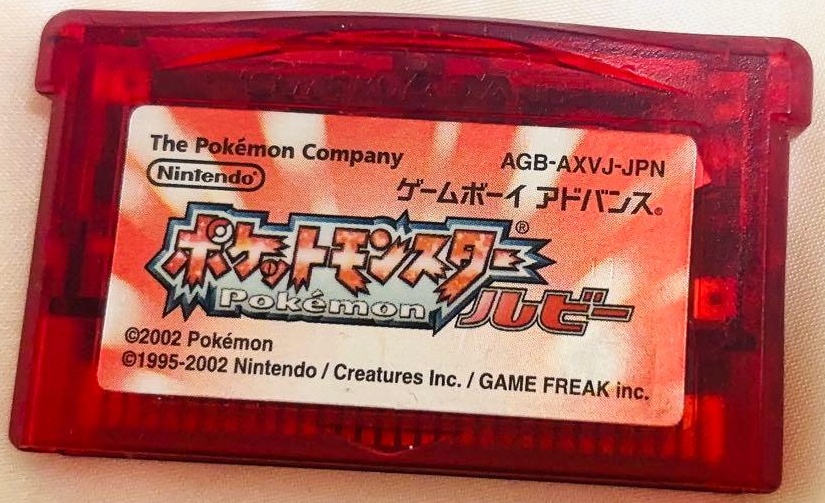 The Pokémon Company
Nintendo®
AGB-AXVJ-JPN
ゲームボーイ アドバンス®
ポケットモンスター®
Pokémon
ルビー
©2002 Pokémon
©1995-2002 Nintendo / Creatures Inc. / GAME FREAK inc.